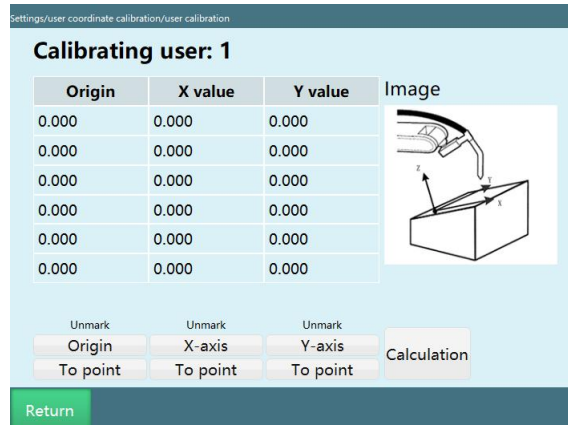 Settings/user coordinate calibration/user calibration
Calibrating user: 1
Origin X value Y value Image
0.000 0.000 0.000
0.000 0.000 0.000
0.000 0.000 0.000
0.000 0.000 0.000
0.000 0.000 0.000
0.000 0.000 0.000
Z
Y
X
Unmark Unmark Unmark
Origin X-axis Y-axis
Calculation
To point To point To point
Return